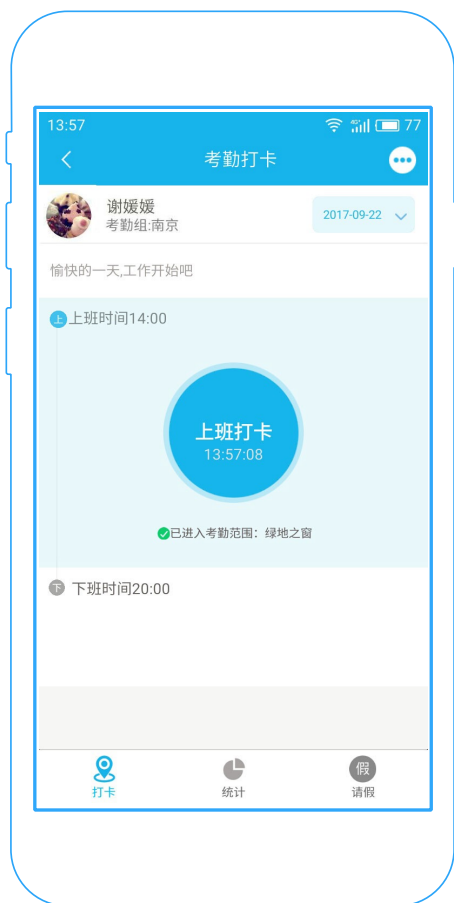 13:57
4G
77
考勤打卡
谢媛媛
考勤组:南京
2017-09-22
愉快的一天,工作开始吧
上
上班时间14:00
上班打卡
13:57:08
已进入考勤范围：绿地之窗
下
下班时间20:00
假
打卡
统计
请假